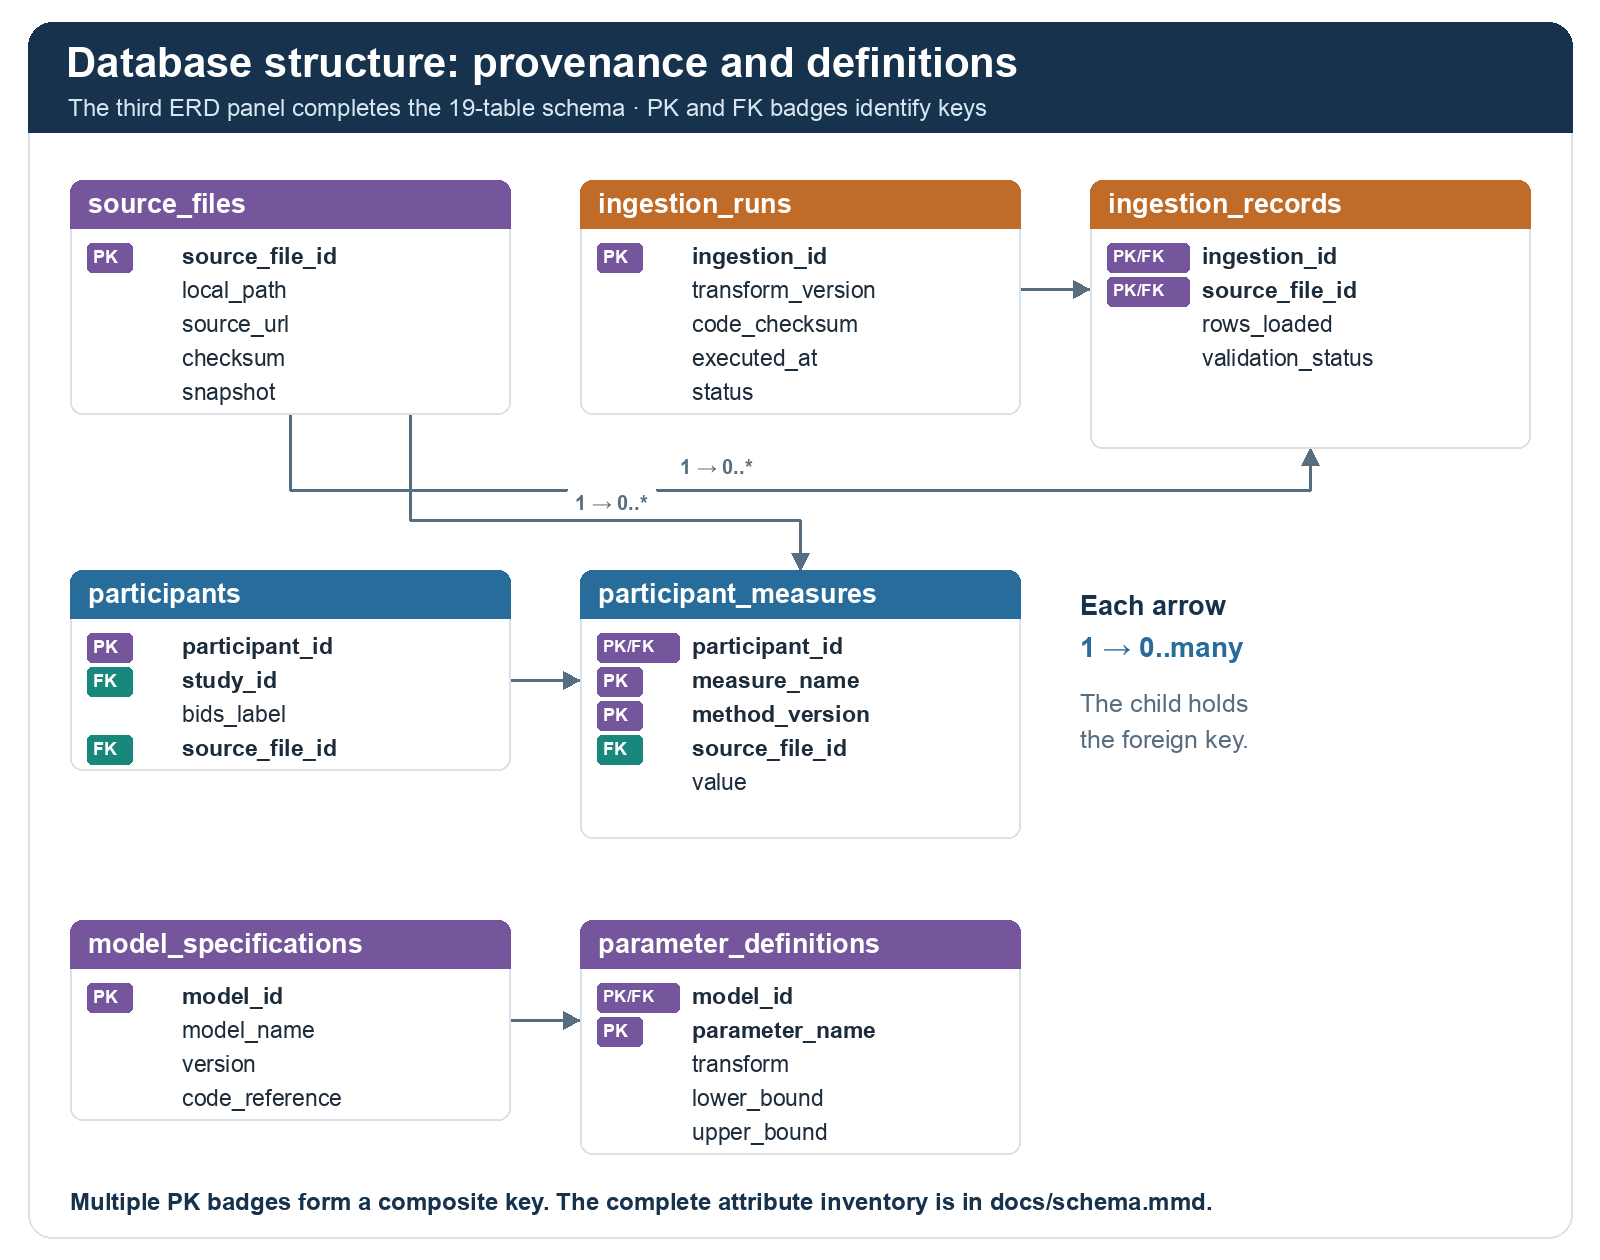 Database structure: provenance and definitions
The third ERD panel completes the 19-table schema · PK and FK badges identify keys
source_files
PK source_file_id
local_path
source_url
checksum
snapshot
ingestion_runs
PK ingestion_id
transform_version
code_checksum
executed_at
status
ingestion_records
PK/FK ingestion_id
PK/FK source_file_id
rows_loaded
validation_status
1 → 0..*
1 → 0..*
participants
PK participant_id
FK study_id
bids_label
FK source_file_id
participant_measures
PK/FK participant_id
PK measure_name
PK method_version
FK source_file_id
value
Each arrow
1 → 0..many
The child holds
the foreign key.
model_specifications
PK model_id
model_name
version
code_reference
parameter_definitions
PK/FK model_id
PK parameter_name
transform
lower_bound
upper_bound
Multiple PK badges form a composite key. The complete attribute inventory is in docs/schema.mmd.